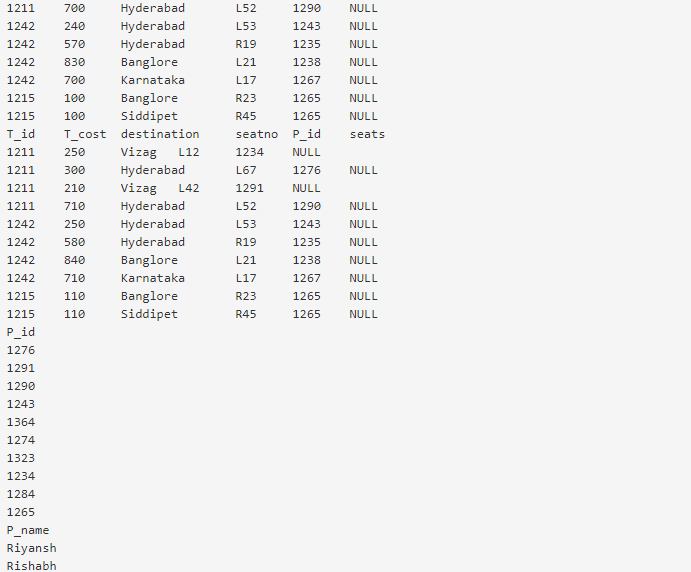 1211 700 Hyderabad L52 1290 NULL
1242 240 Hyderabad L53 1243 NULL
1242 570 Hyderabad R19 1235 NULL
1242 830 Banglore L21 1238 NULL
1242 700 Karnataka L17 1267 NULL
1215 100 Banglore R23 1265 NULL
1215 100 Siddipet R45 1265 NULL
T_id T_cost destination seatno P_id seats
1211 250 Vizag L12 1234 NULL
1211 300 Hyderabad L67 1276 NULL
1211 210 Vizag L42 1291 NULL
1211 710 Hyderabad L52 1290 NULL
1242 250 Hyderabad L53 1243 NULL
1242 580 Hyderabad R19 1235 NULL
1242 840 Banglore L21 1238 NULL
1242 710 Karnataka L17 1267 NULL
1215 110 Banglore R23 1265 NULL
1215 110 Siddipet R45 1265 NULL
P_id
1276
1291
1290
1243
1364
1274
1323
1234
1284
1265
P_name
Riyansh
Rishabh